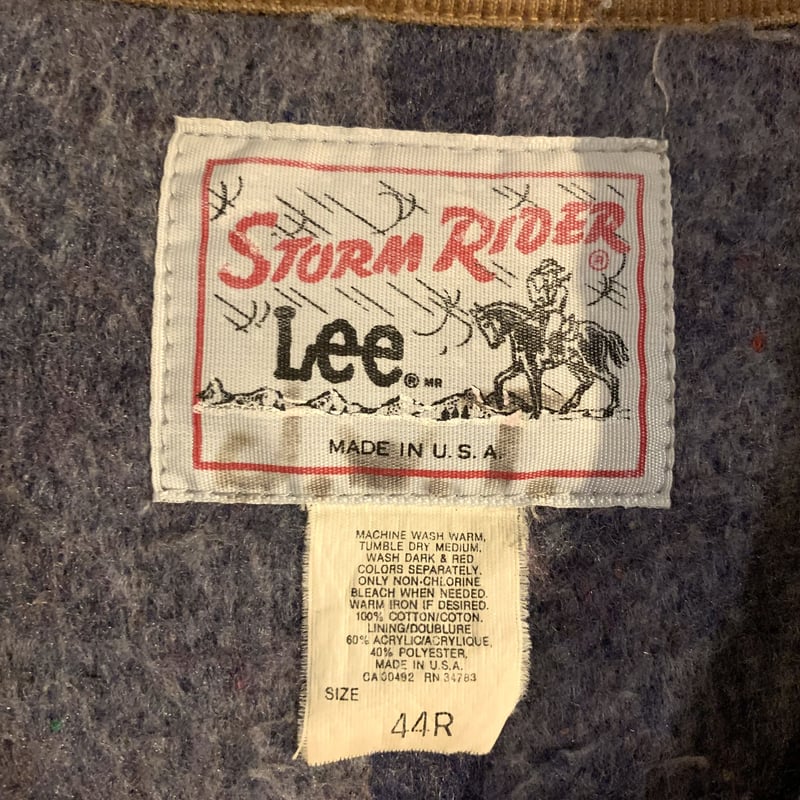 STORM RIDER ®
Lee ® MR
MADE IN U.S.A.
MACHINE WASH WARM,
TUMBLE DRY MEDIUM,
WASH DARK & RED
COLORS SEPARATELY.
ONLY NON-CHLORINE
BLEACH WHEN NEEDED.
WARM IRON IF DESIRED.
100% COTTON/COTON.
LINING/DOUBLURE
60% ACRYLIC/ACRYLIQUE,
40% POLYESTER,
MADE IN U.S.A.
CA 00492 RN 34783
SIZE
44R